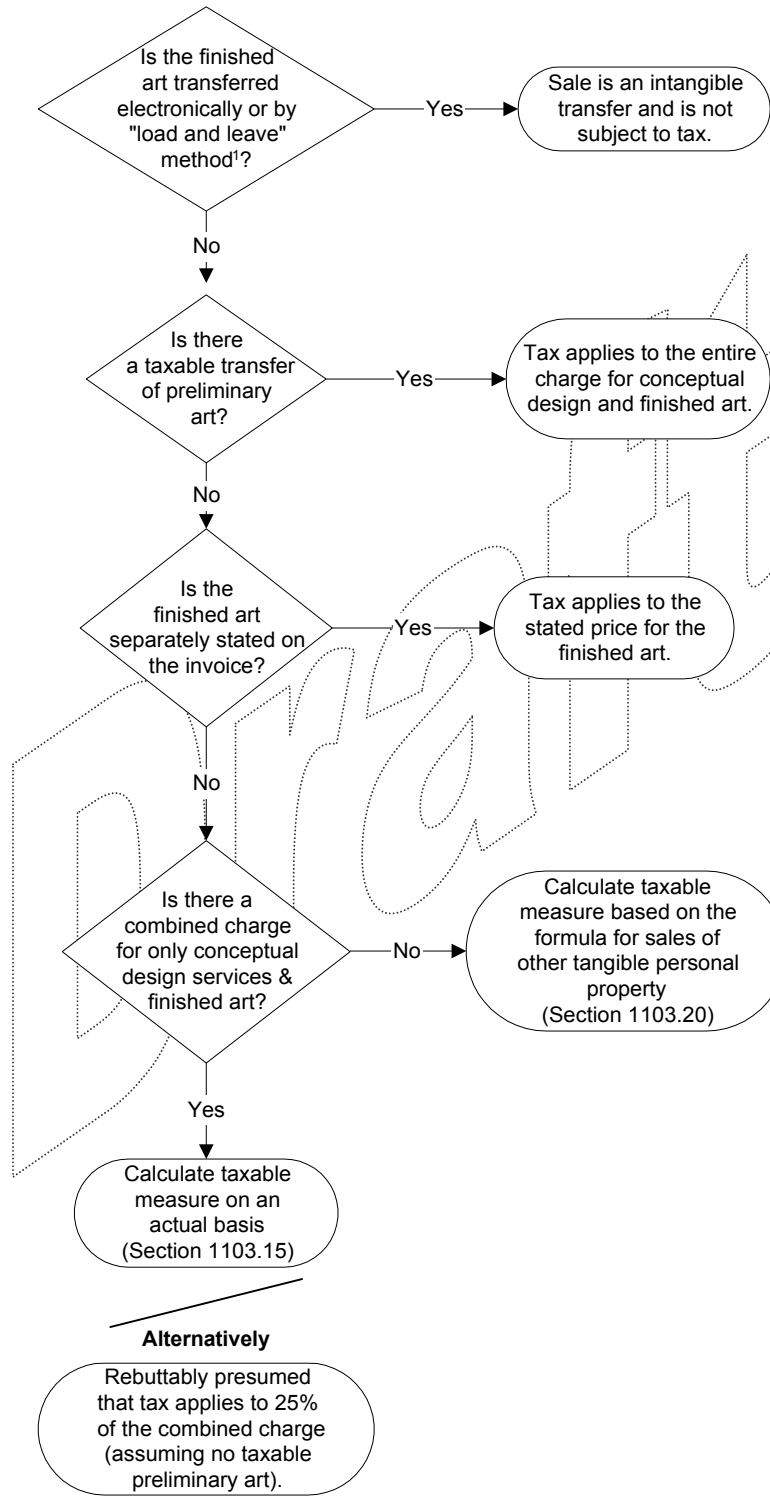 Is the finished
art transferred
electronically or by
"load and leave"
method¹?
Yes
Sale is an intangible
transfer and is not
subject to tax.
No
Is there
a taxable transfer
of preliminary
art?
Yes
Tax applies to the entire
charge for conceptual
design and finished art.
No
Is the
finished art
separately stated on
the invoice?
Yes
Tax applies to the
stated price for the
finished art.
No
Is there a
combined charge
for only conceptual
design services &
finished art?
No
Calculate taxable
measure based on the
formula for sales of
other tangible personal
property
(Section 1103.20)
Yes
Calculate taxable
measure on an
actual basis
(Section 1103.15)
Alternatively
Rebuttably presumed
that tax applies to 25%
of the combined charge
(assuming no taxable
preliminary art).
Draft